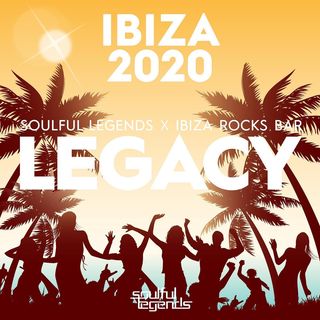 IBIZA
2020
SOULFUL LEGENDS X IBIZA ROCKS BAR
LEGACY
soulful
legends